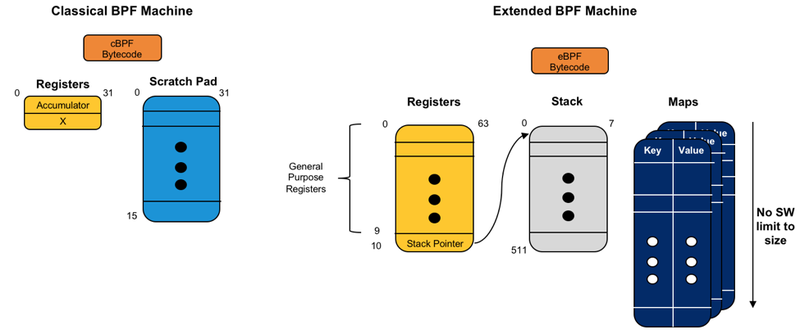 Classical BPF Machine
cBPF
Bytecode
Registers
0
31
Accumulator
X
Scratch Pad
0
31
15
Extended BPF Machine
eBPF
Bytecode
Registers
0
63
General
Purpose
Registers
9
10
Stack Pointer
Stack
0
7
511
Maps
Value
Value
Key
Value
No SW
limit to
size